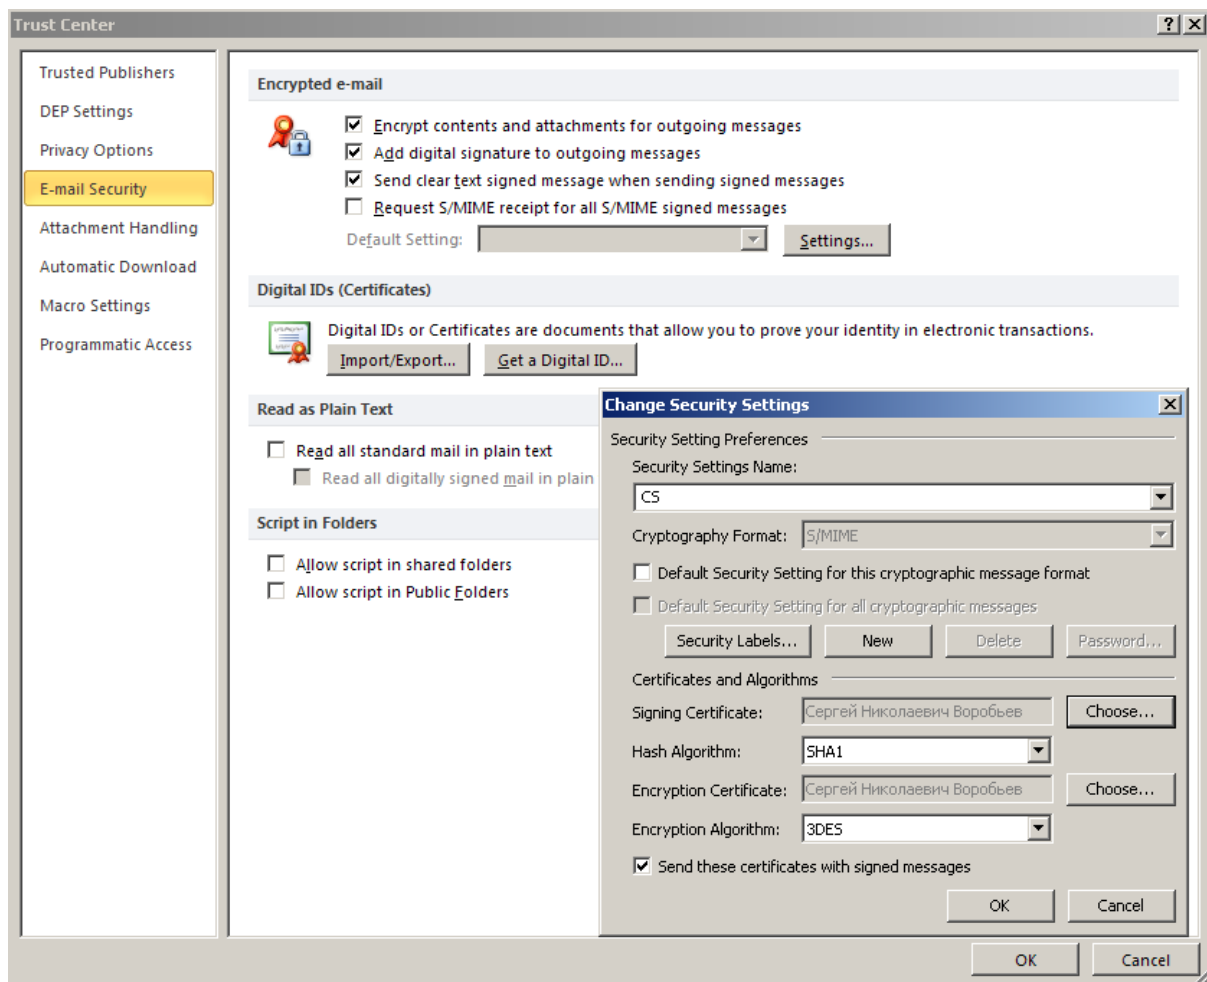 Trust Center
Trusted Publishers
DEP Settings
Privacy Options
E-mail Security
Attachment Handling
Automatic Download
Macro Settings
Programmatic Access
Encrypted e-mail
Encrypt contents and attachments for outgoing messages
Add digital signature to outgoing messages
Send clear text signed message when sending signed messages
Request S/MIME receipt for all S/MIME signed messages
Default Setting:
Settings...
Digital IDs (Certificates)
Digital IDs or Certificates are documents that allow you to prove your identity in electronic transactions.
Import/Export...
Get a Digital ID...
Read as Plain Text
Read all standard mail in plain text
Read all digitally signed mail in plain
Script in Folders
Allow script in shared folders
Allow script in Public Folders
Change Security Settings
Security Setting Preferences
Security Settings Name:
CS
Cryptography Format: S/MIME
Default Security Setting for this cryptographic message format
Default Security Setting for all cryptographic messages
Security Labels... New Delete Password...
Certificates and Algorithms
Signing Certificate: Сергей Николаевич Воробьев Choose...
Hash Algorithm: SHA1
Encryption Certificate: Сергей Николаевич Воробьев Choose...
Encryption Algorithm: 3DES
Send these certificates with signed messages
OK Cancel
OK Cancel